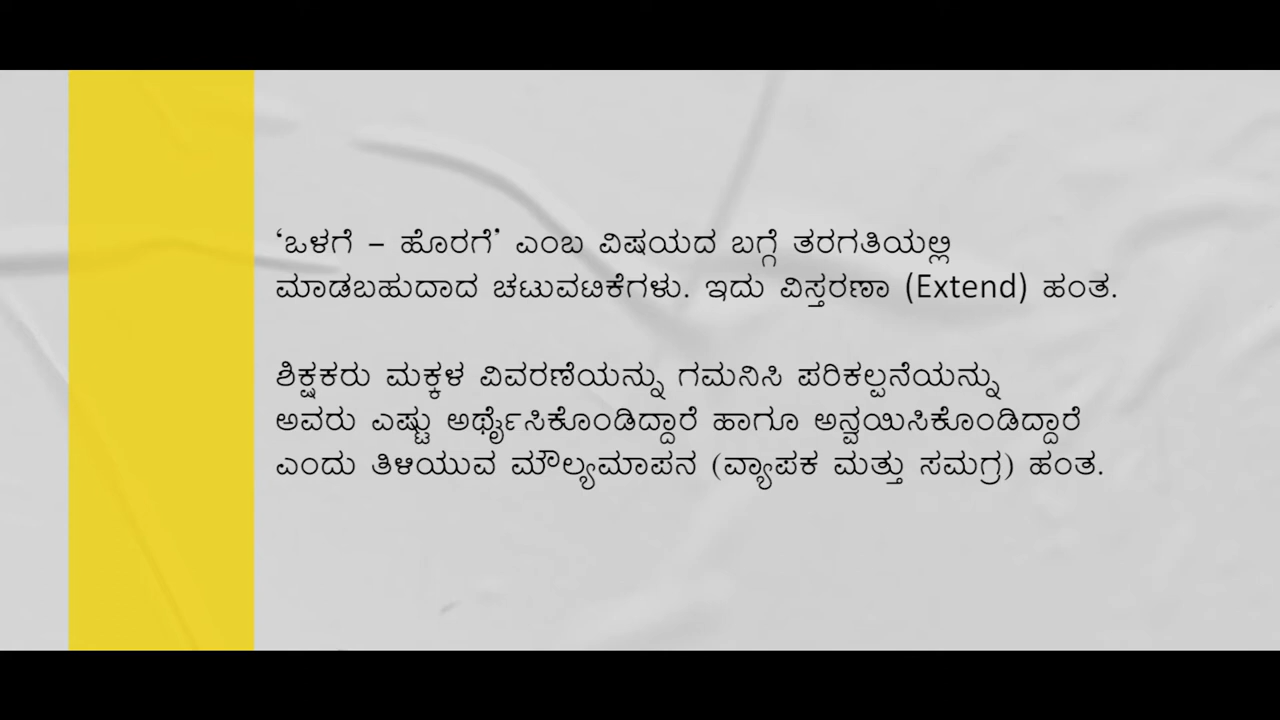 ‘ಒಳಗೆ – ಹೊರಗೆ’ ಎಂಬ ವಿಷಯದ ಬಗ್ಗೆ ತರಗತಿಯಲ್ಲಿ
ಮಾಡಬಹುದಾದ ಚಟುವಟಿಕೆಗಳು. ಇದು ವಿಸ್ತರಣಾ (Extend) ಹಂತ.
ಶಿಕ್ಷಕರು ಮಕ್ಕಳ ವಿವರಣೆಯನ್ನು ಗಮನಿಸಿ ಪರಿಕಲ್ಪನೆಯನ್ನು
ಅವರು ಎಷ್ಟು ಅರ್ಥೈಸಿಕೊಂಡಿದ್ದಾರೆ ಹಾಗೂ ಅನ್ವಯಿಸಿಕೊಂಡಿದ್ದಾರೆ
ಎಂದು ತಿಳಿಯುವ ಮೌಲ್ಯಮಾಪನ (ವ್ಯಾಪಕ ಮತ್ತು ಸಮಗ್ರ) ಹಂತ.